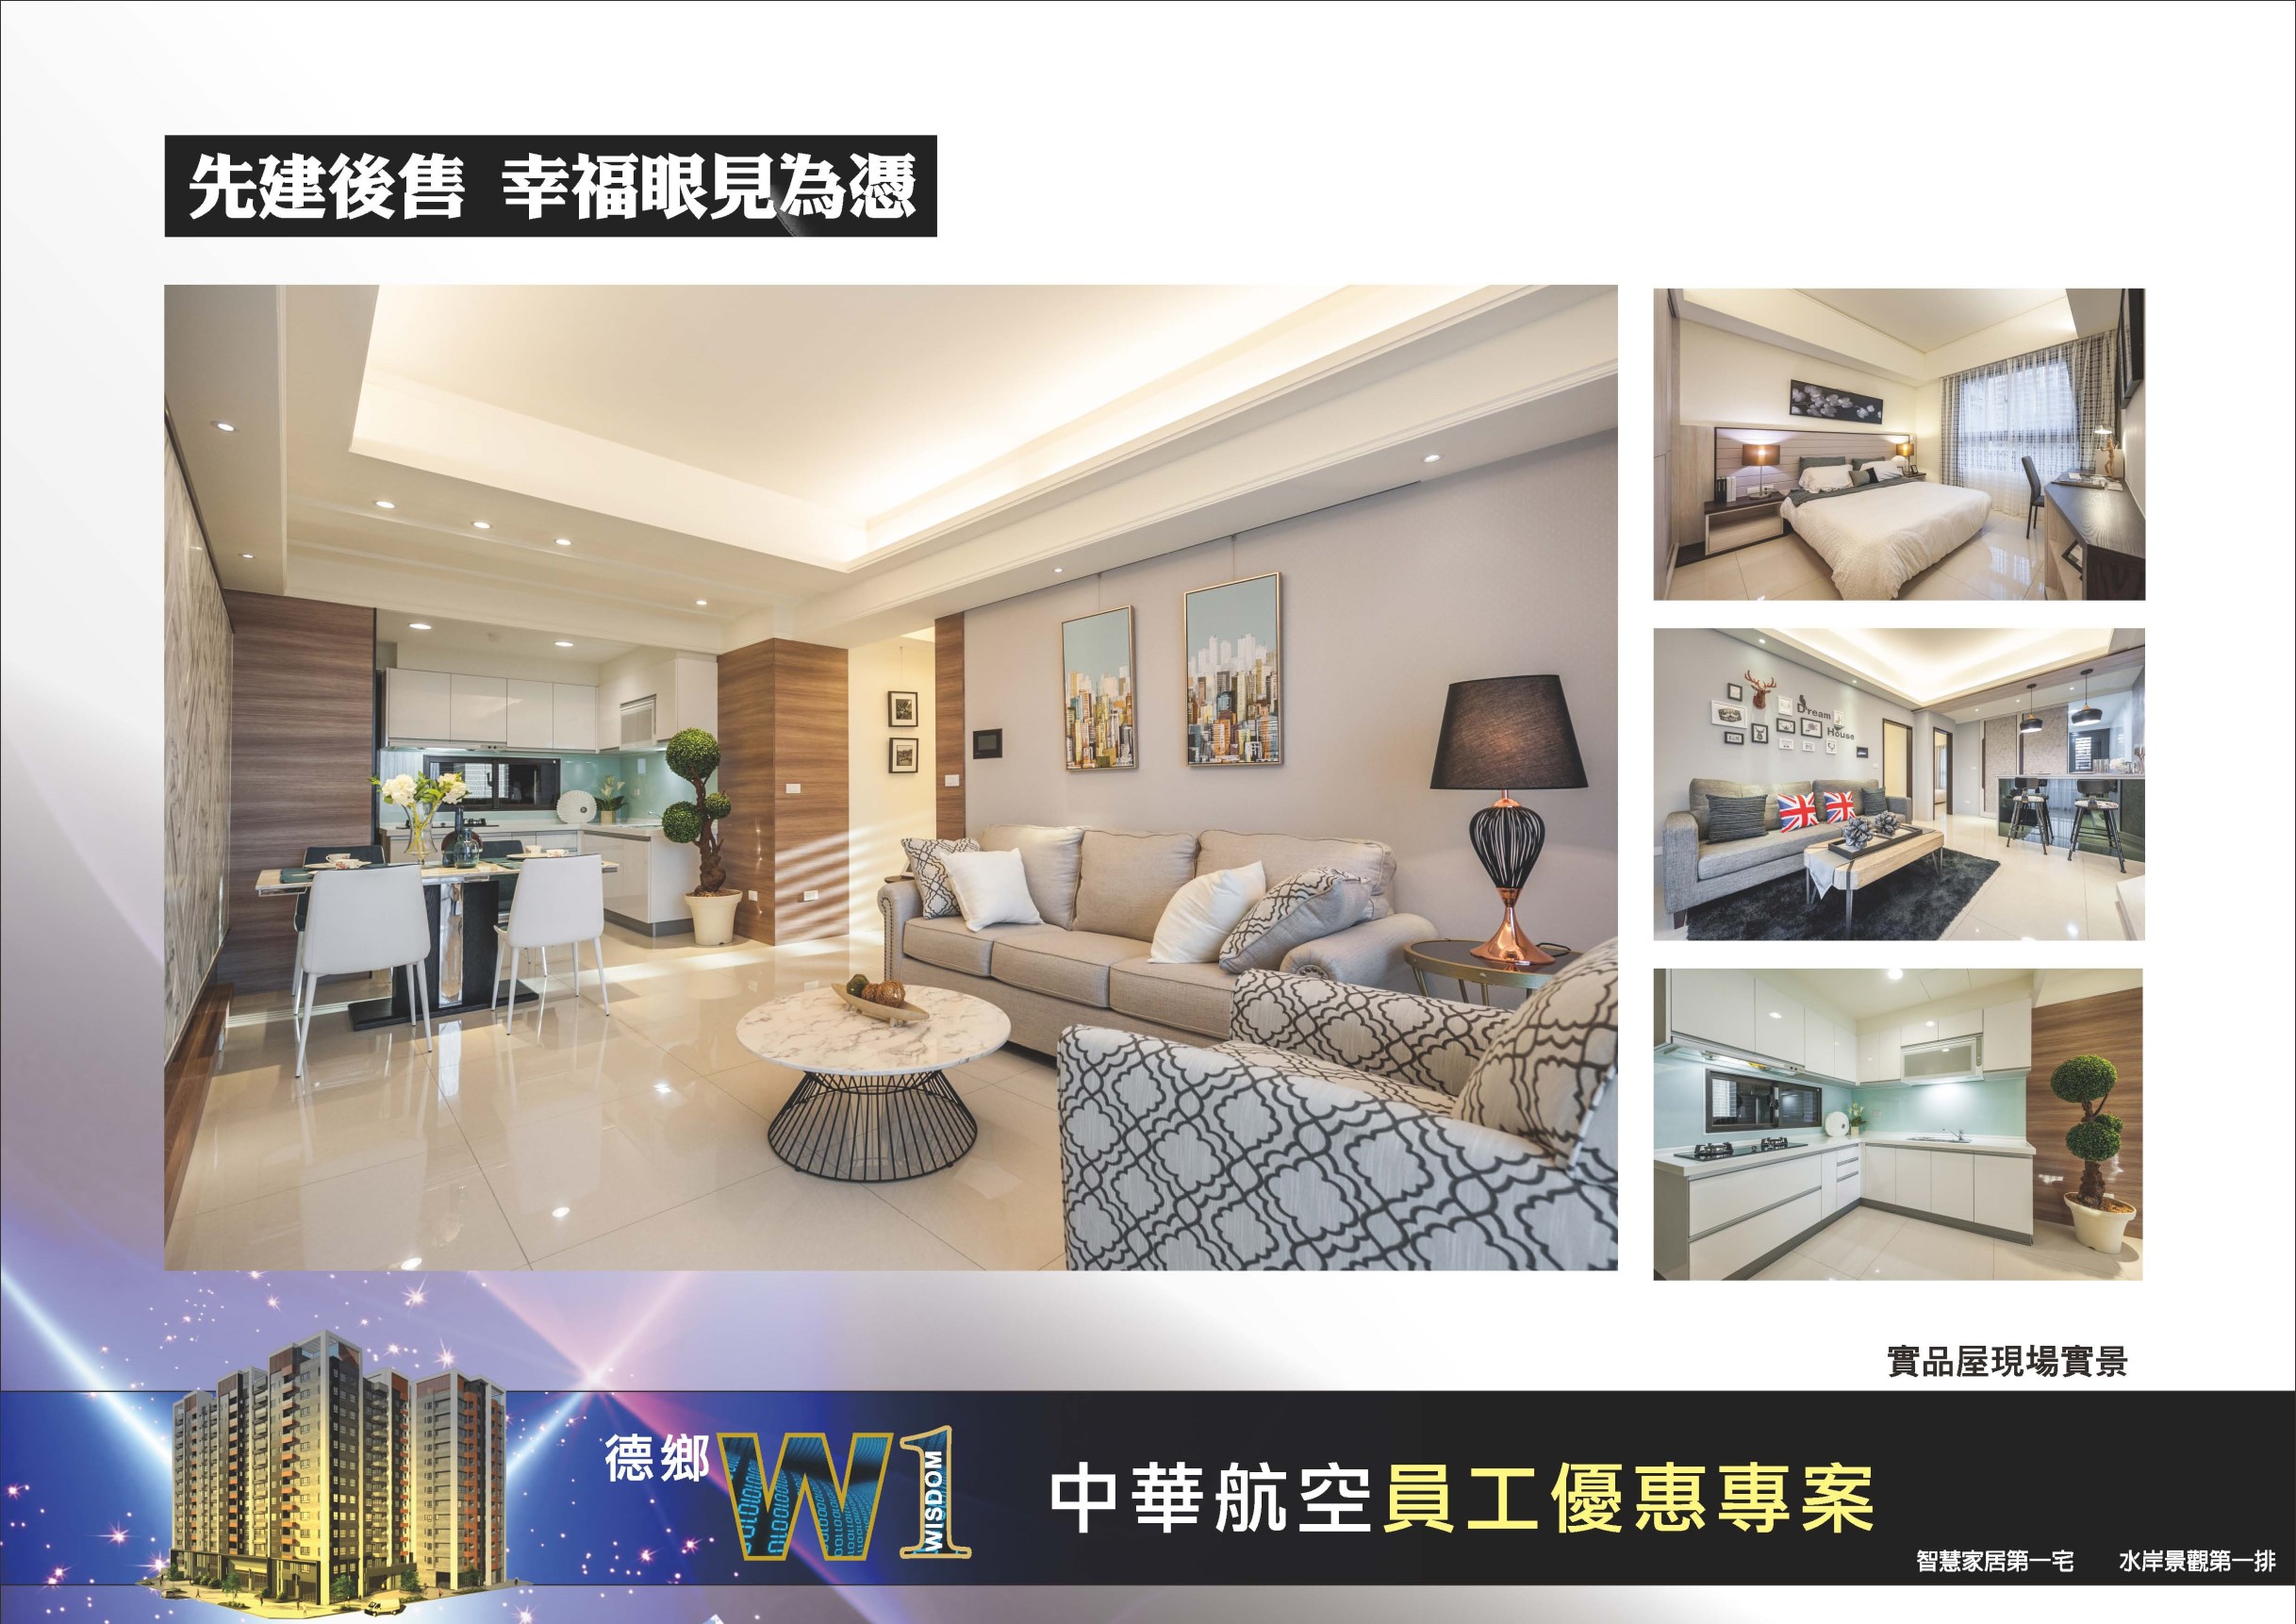 先建後售 幸福眼見為憑
Dream
House
實品屋現場實景
德鄉 W1
WISDOM
中華航空員工優惠專案
智慧家居第一宅 水岸景觀第一排